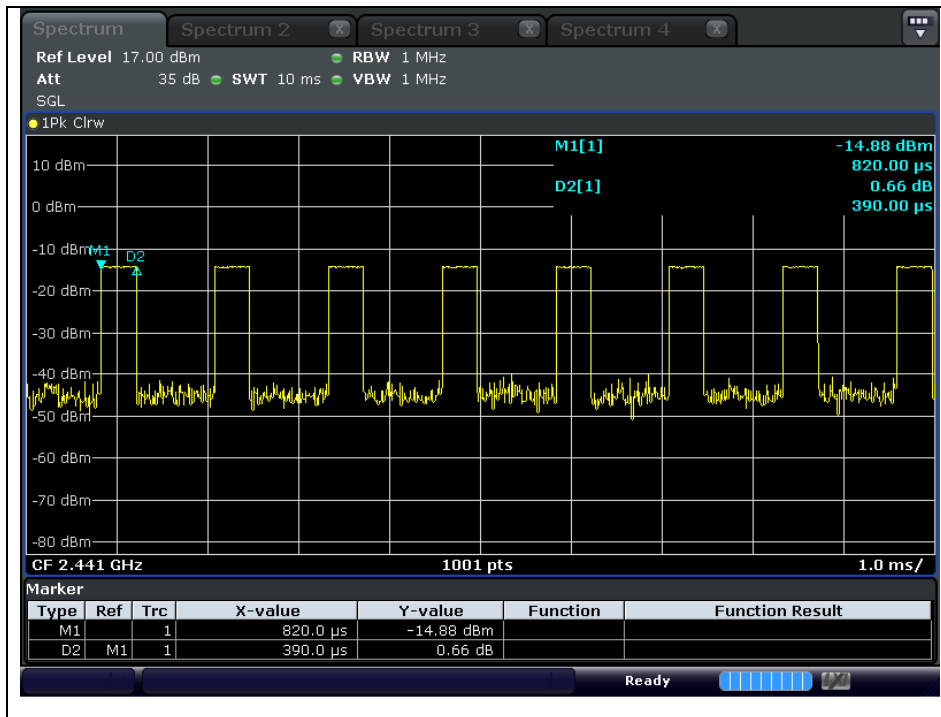 Spectrum Spectrum 2 X Spectrum 3 X Spectrum 4 X
Ref Level 17.00 dBm RBW 1 MHz
Att 35 dB SWT 10 ms VBW 1 MHz
SGL
1Pk Clrw
M1[1] -14.88 dBm
820.00 µs
D2[1] 0.66 dB
390.00 µs
10 dBm
0 dBm
-10 dBm
M1
D2
-20 dBm
-30 dBm
-40 dBm
-50 dBm
-60 dBm
-70 dBm
-80 dBm
CF 2.441 GHz 1001 pts 1.0 ms/
Marker
Type Ref Trc X-value Y-value Function Function Result
M1 1 820.0 µs -14.88 dBm
D2 M1 1 390.0 µs 0.66 dB
Ready